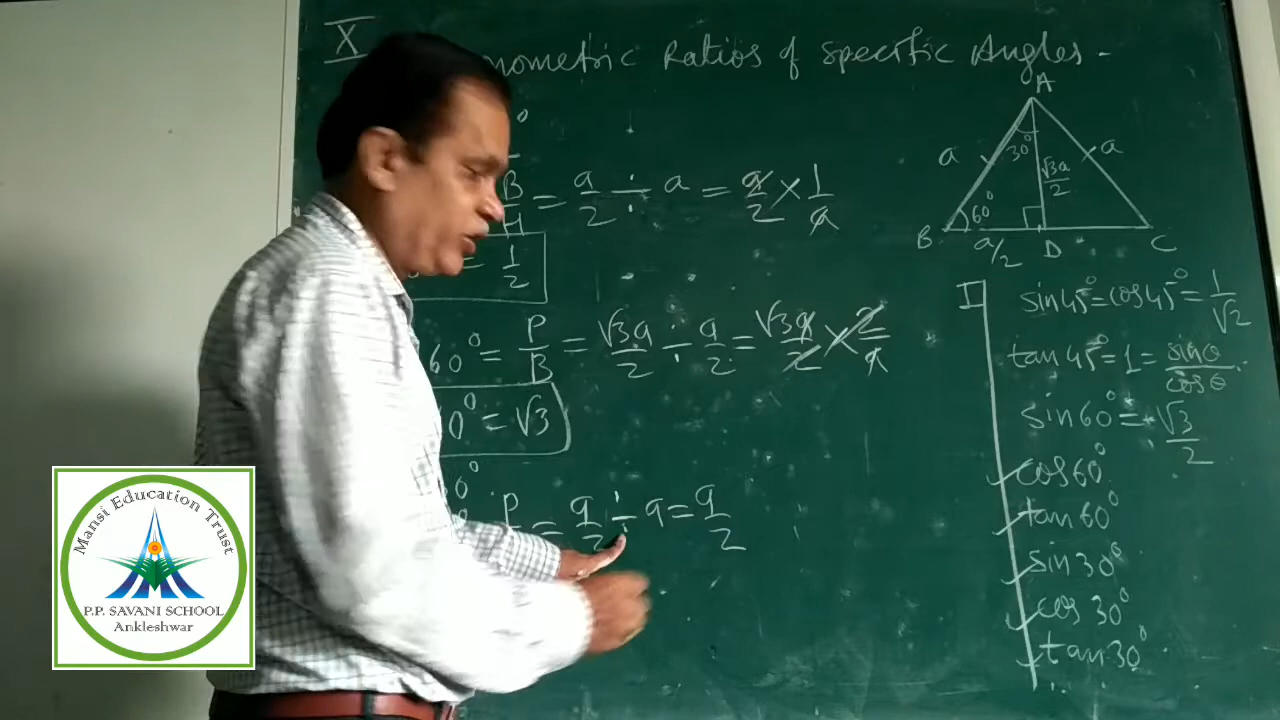 X
nometric Ratios of Specific Angles -
A
a
30°
a
√3a/2
60°
B
a/2
D
C
B/H = a/2 ÷ a = a/2 × 1/a
= 1/2
60° = P/B = √3a/2 ÷ a/2 = √3a/2 × 2/a
0° = √3
0°
P = a/2 ÷ a = a/2
I
sin45° = cos45° = 1/√2
tan45° = 1 = sinθ/cosθ.
sin60° = √3/2
cos60°
tan60°
sin30°
cos30°
tan30°
Mansi Education Trust
P.P. SAVANI SCHOOL
Ankleshwar